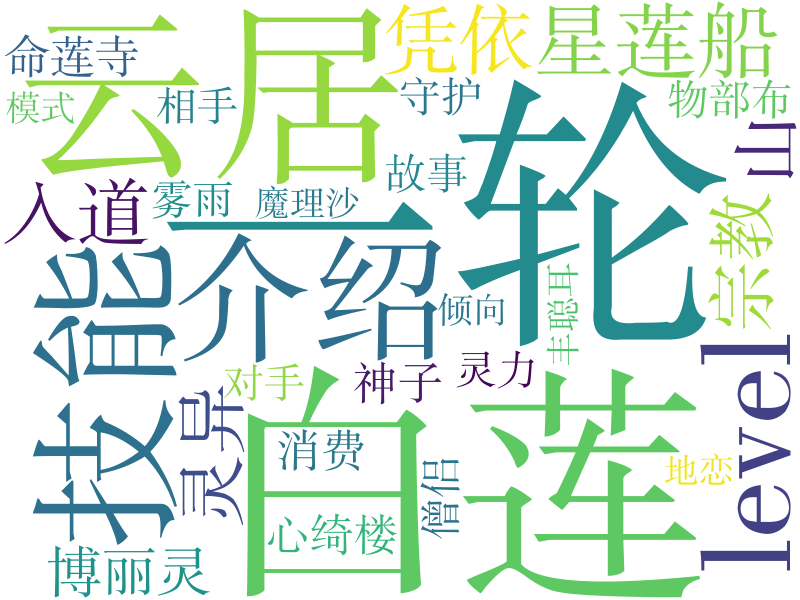 云居
凭依
星莲船
命莲寺
模式
相手
守护
物部布
山
入道
雾雨
魔理沙
故事
一轮
宗教
技能
介绍
倾向
丰聪耳
对手
神子
灵力
level
灵异
白莲
消费
僧侣
地恋
心绮楼
博丽灵